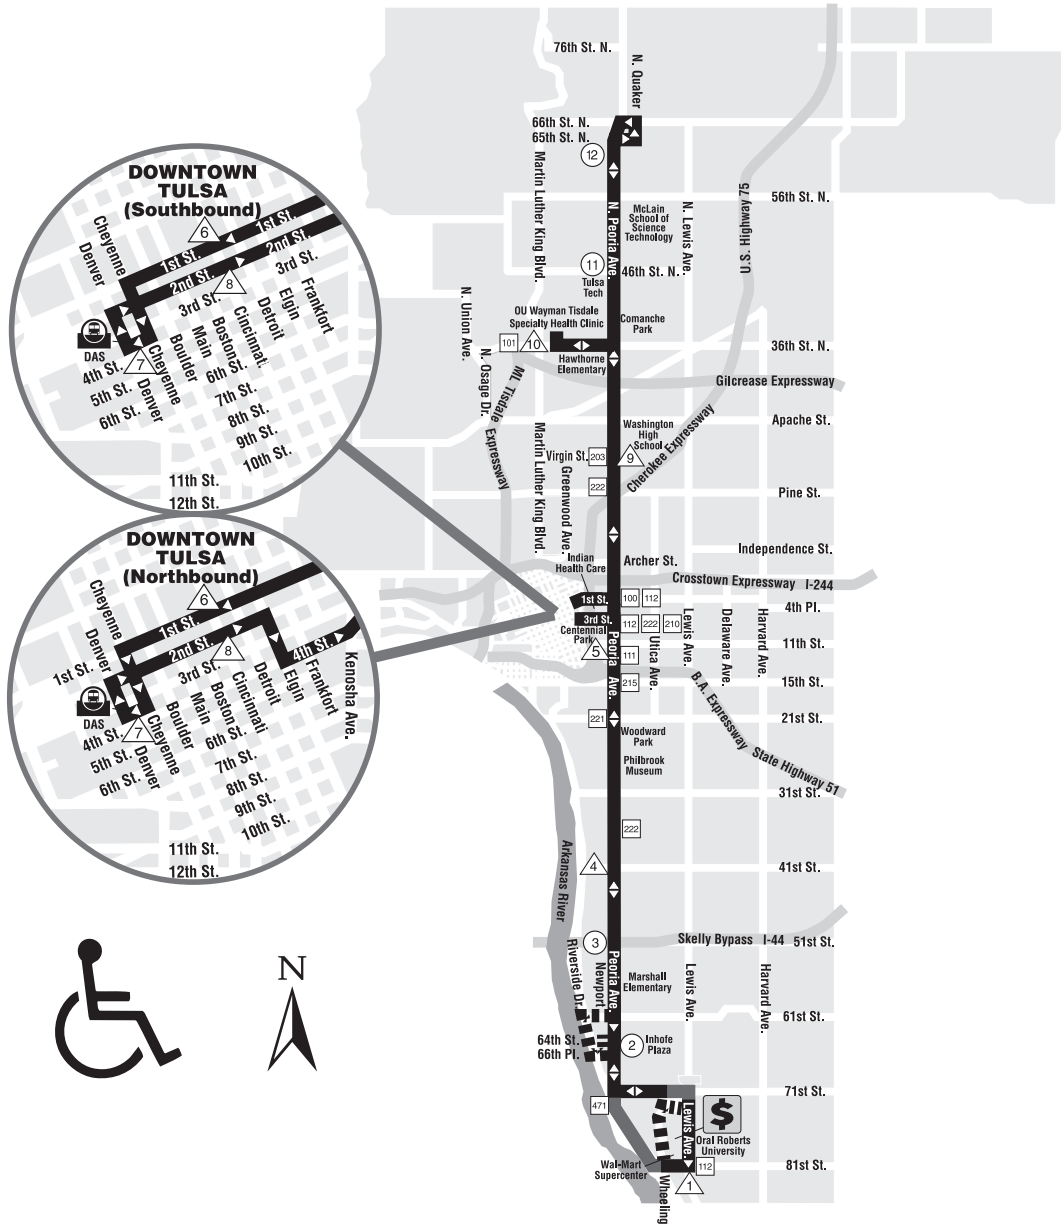 76th St. N.
N. Quaker
66th St. N.
65th St. N.
12
Martin Luther King Blvd.
N. Peoria Ave.
McLain
School of
Science
Technology
N. Lewis Ave.
U.S. Highway 75
56th St. N.
11
46th St. N.
Tulsa
Tech
N. Union Ave.
OU Wayman Tisdale
Specialty Health Clinic
Comanche
Park
101
10
36th St. N.
Hawthorne
Elementary
N. Osage Dr.
ML Tisdale
Expressway
Gilcrease Expressway
Cherokee Expressway
Apache St.
Washington
High
School
Martin Luther King Blvd.
Greenwood Ave.
Virgin St.
203
9
222
Pine St.
Independence St.
Archer St.
Indian
Health Care
Crosstown Expressway I-244
1st St.
100
112
4th Pl.
3rd St.
112
222
210
Centennial
Park
5
Peoria Ave.
111
Utica Ave.
Lewis Ave.
Delaware Ave.
Harvard Ave.
11th St.
215
15th St.
B.A. Expressway
State Highway 51
221
21st St.
Woodward
Park
Philbrook
Museum
31st St.
222
Arkansas River
4
41st St.
3
Skelly Bypass I-44
51st St.
Riverside Dr.
Newport
Peoria Ave.
Marshall
Elementary
Lewis Ave.
Harvard Ave.
61st St.
64th St.
66th Pl.
2
Inhofe
Plaza
71st St.
471
Lewis Ave.
$
Oral Roberts
University
Wal-Mart
Supercenter
112
81st St.
1
Wheeling
DOWNTOWN
TULSA
(Southbound)
Cheyenne
Denver
6
1st St.
1st St.
2nd St.
2nd St.
3rd St.
8
3rd St.
Frankfort
Elgin
Detroit
Cincinnati
Boston
Main
Boulder
Cheyenne
Denver
DAS
7
4th St.
5th St.
6th St.
6th St.
7th St.
8th St.
9th St.
10th St.
11th St.
12th St.
DOWNTOWN
TULSA
(Northbound)
Cheyenne
Denver
6
1st St.
1st St.
2nd St.
8
3rd St.
4th St.
Kenosha Ave.
Frankfort
Elgin
Detroit
Cincinnati
Boston
Main
Boulder
Cheyenne
Denver
DAS
7
4th St.
5th St.
6th St.
6th St.
7th St.
8th St.
9th St.
10th St.
11th St.
12th St.
N